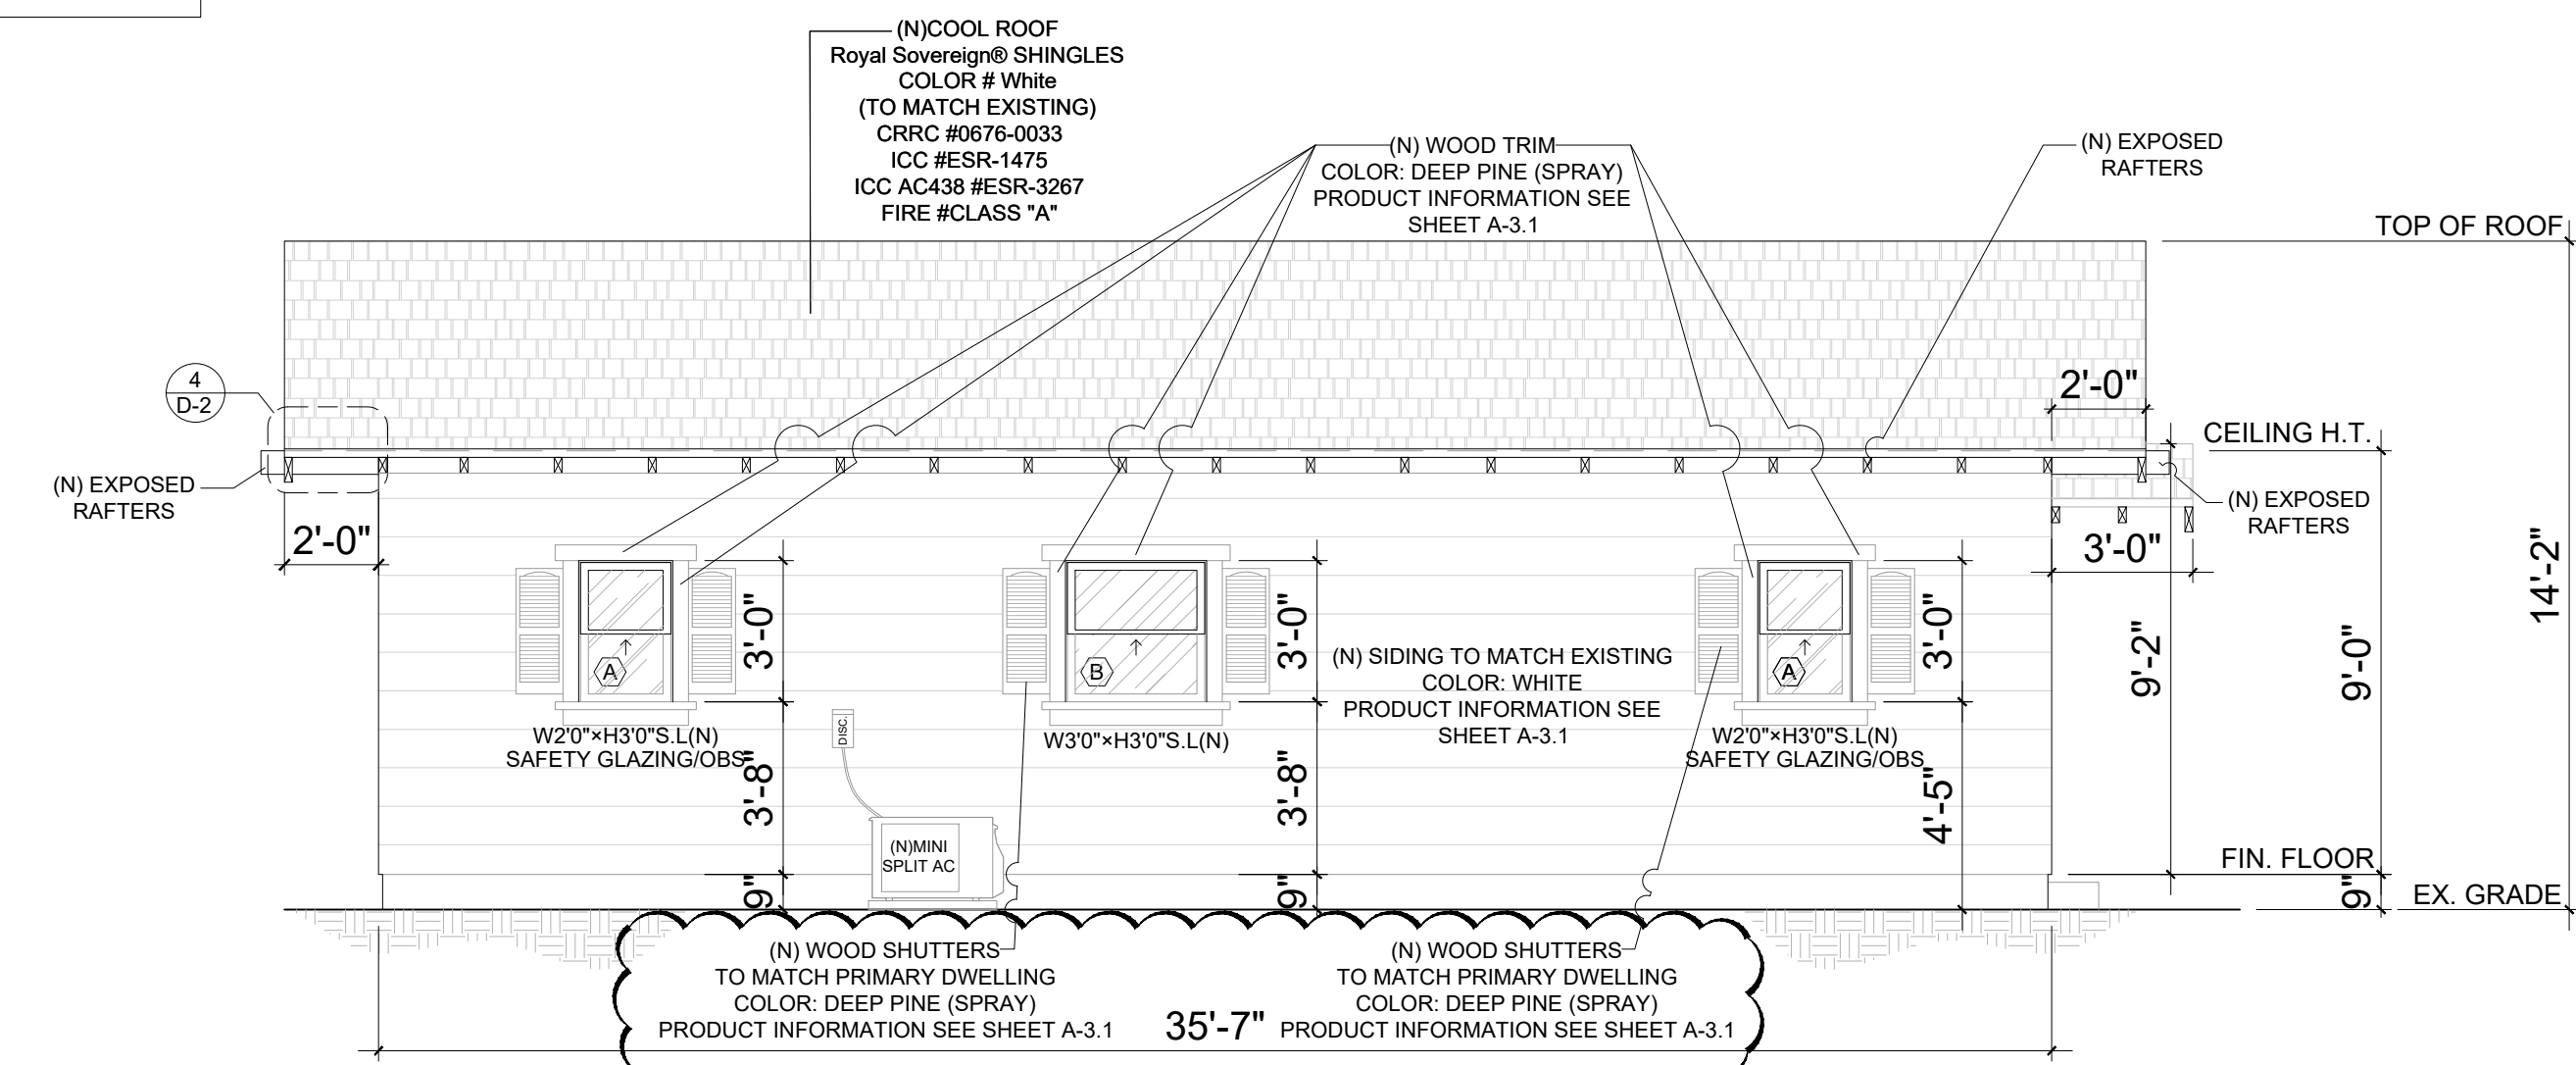 (N)COOL ROOF
Royal Sovereign® SHINGLES
COLOR # White
(TO MATCH EXISTING)
CRRC #0676-0033
ICC #ESR-1475
ICC AC438 #ESR-3267
FIRE #CLASS "A"
(N) WOOD TRIM
COLOR: DEEP PINE (SPRAY)
PRODUCT INFORMATION SEE
SHEET A-3.1
(N) EXPOSED
RAFTERS
TOP OF ROOF
4
D-2
2'-0"
CEILING H.T.
(N) EXPOSED
RAFTERS
(N) EXPOSED
RAFTERS
2'-0"
3'-0"
14'-2"
3'-0"
3'-0"
3'-0"
9'-2"
9'-0"
A
B
A
(N) SIDING TO MATCH EXISTING
COLOR: WHITE
PRODUCT INFORMATION SEE
SHEET A-3.1
W2'0"×H3'0"S.L(N)
SAFETY GLAZING/OBS
DISC.
W3'0"×H3'0"S.L(N)
W2'0"×H3'0"S.L(N)
SAFETY GLAZING/OBS
3'-8"
3'-8"
4'-5"
(N)MINI
SPLIT AC
FIN. FLOOR
9"
9"
9"
EX. GRADE
(N) WOOD SHUTTERS
TO MATCH PRIMARY DWELLING
COLOR: DEEP PINE (SPRAY)
PRODUCT INFORMATION SEE SHEET A-3.1
35'-7"
(N) WOOD SHUTTERS
TO MATCH PRIMARY DWELLING
COLOR: DEEP PINE (SPRAY)
PRODUCT INFORMATION SEE SHEET A-3.1